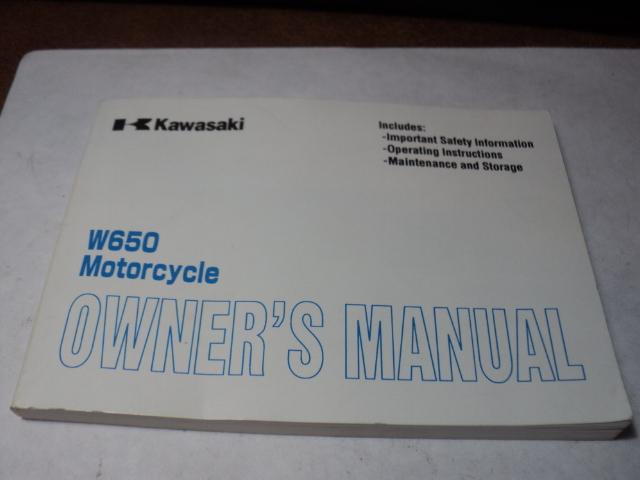 Kawasaki
Includes:
-Important Safety Information
-Operating Instructions
-Maintenance and Storage
W650
Motorcycle
OWNER'S MANUAL